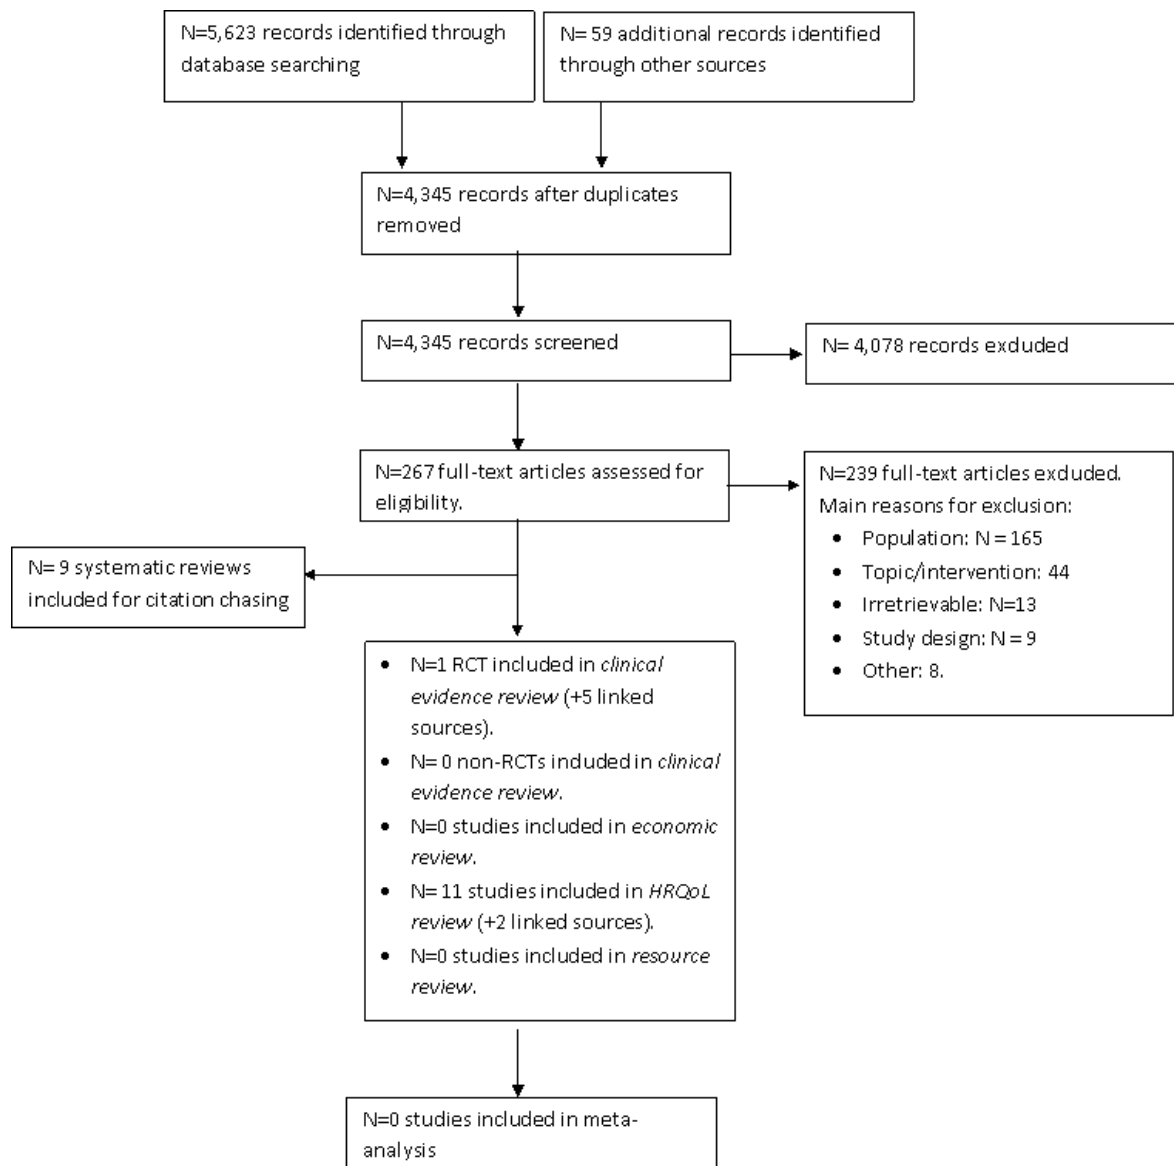 N=5,623 records identified through
database searching
N= 59 additional records identified
through other sources
N=4,345 records after duplicates
removed
N=4,345 records screened
N= 4,078 records excluded
N=267 full-text articles assessed for
eligibility.
N=239 full-text articles excluded.
Main reasons for exclusion:
• Population: N = 165
• Topic/intervention: 44
• Irretrievable: N=13
• Study design: N = 9
• Other: 8.
N= 9 systematic reviews
included for citation chasing
• N=1 RCT included in clinical
evidence review (+5 linked
sources).
• N= 0 non-RCTs included in clinical
evidence review.
• N=0 studies included in economic
review.
• N= 11 studies included in HRQoL
review (+2 linked sources).
• N=0 studies included in resource
review.
N=0 studies included in meta-
analysis